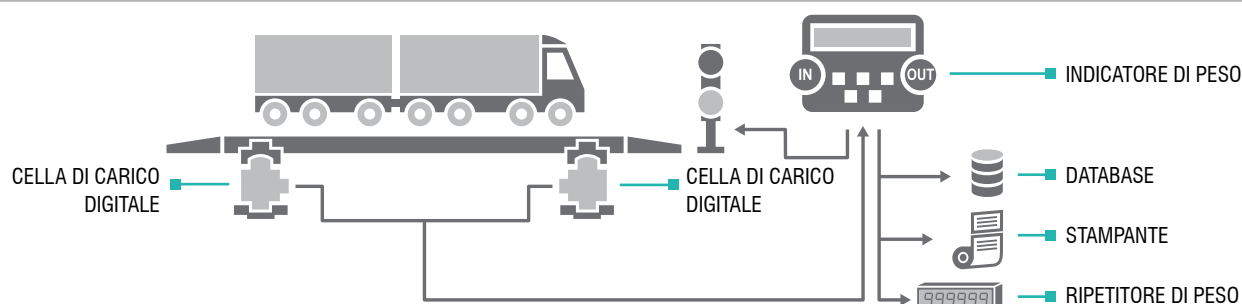 IN
OUT
INDICATORE DI PESO
CELLA DI CARICO
DIGITALE
CELLA DI CARICO
DIGITALE
DATABASE
STAMPANTE
999999
RIPETITORE DI PESO